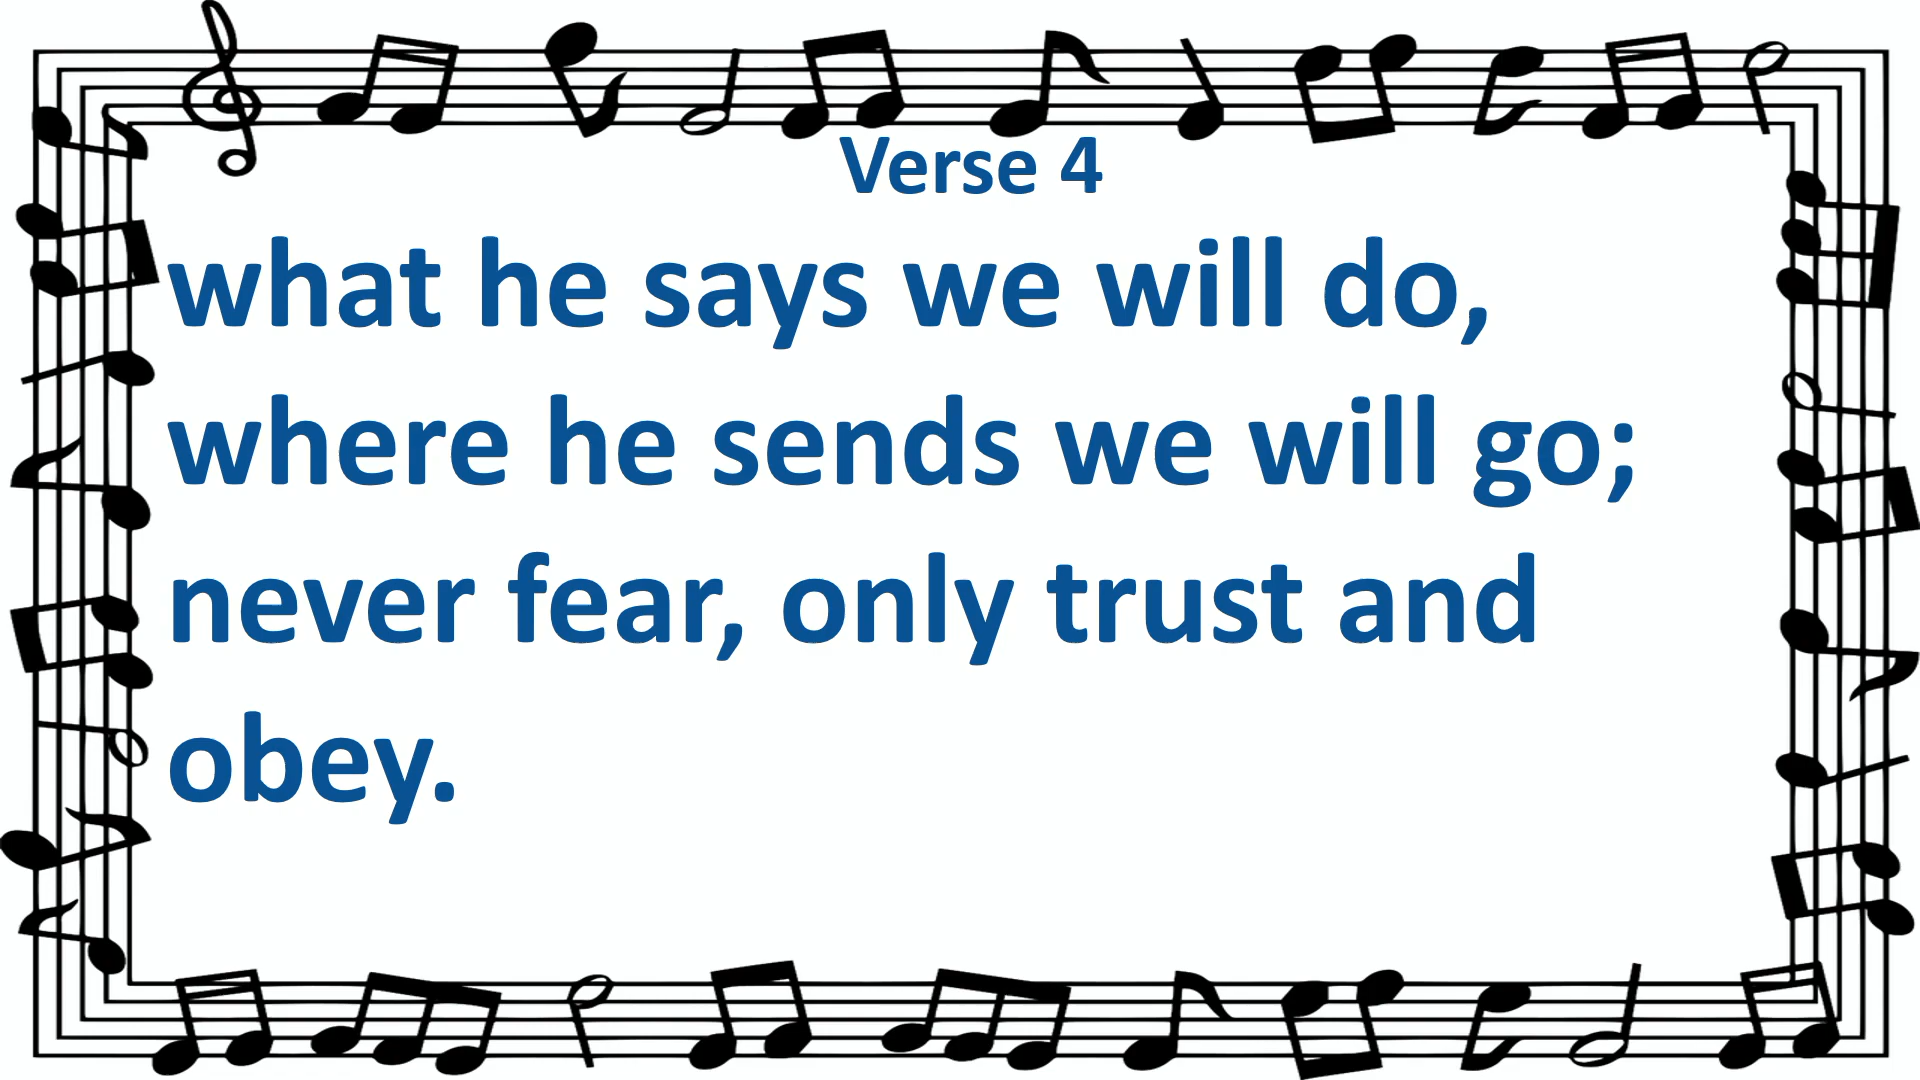 Verse 4
what he says we will do,
where he sends we will go;
never fear, only trust and
obey.